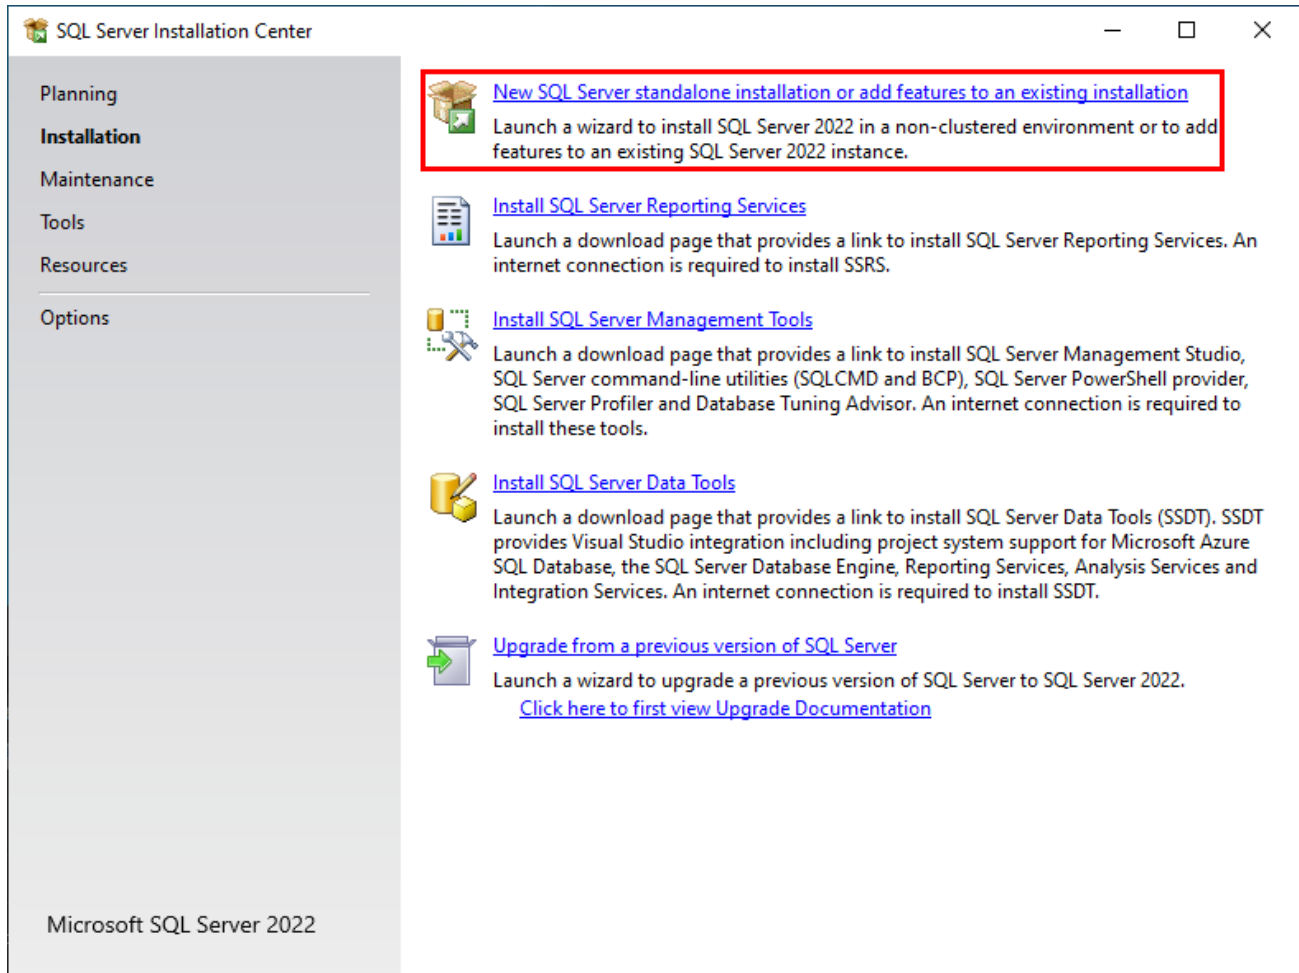 SQL Server Installation Center
Planning
Installation
Maintenance
Tools
Resources
Options
Microsoft SQL Server 2022
New SQL Server standalone installation or add features to an existing installation
Launch a wizard to install SQL Server 2022 in a non-clustered environment or to add
features to an existing SQL Server 2022 instance.
Install SQL Server Reporting Services
Launch a download page that provides a link to install SQL Server Reporting Services. An
internet connection is required to install SSRS.
Install SQL Server Management Tools
Launch a download page that provides a link to install SQL Server Management Studio,
SQL Server command-line utilities (SQLCMD and BCP), SQL Server PowerShell provider,
SQL Server Profiler and Database Tuning Advisor. An internet connection is required to
install these tools.
Install SQL Server Data Tools
Launch a download page that provides a link to install SQL Server Data Tools (SSDT). SSDT
provides Visual Studio integration including project system support for Microsoft Azure
SQL Database, the SQL Server Database Engine, Reporting Services, Analysis Services and
Integration Services. An internet connection is required to install SSDT.
Upgrade from a previous version of SQL Server
Launch a wizard to upgrade a previous version of SQL Server to SQL Server 2022.
Click here to first view Upgrade Documentation